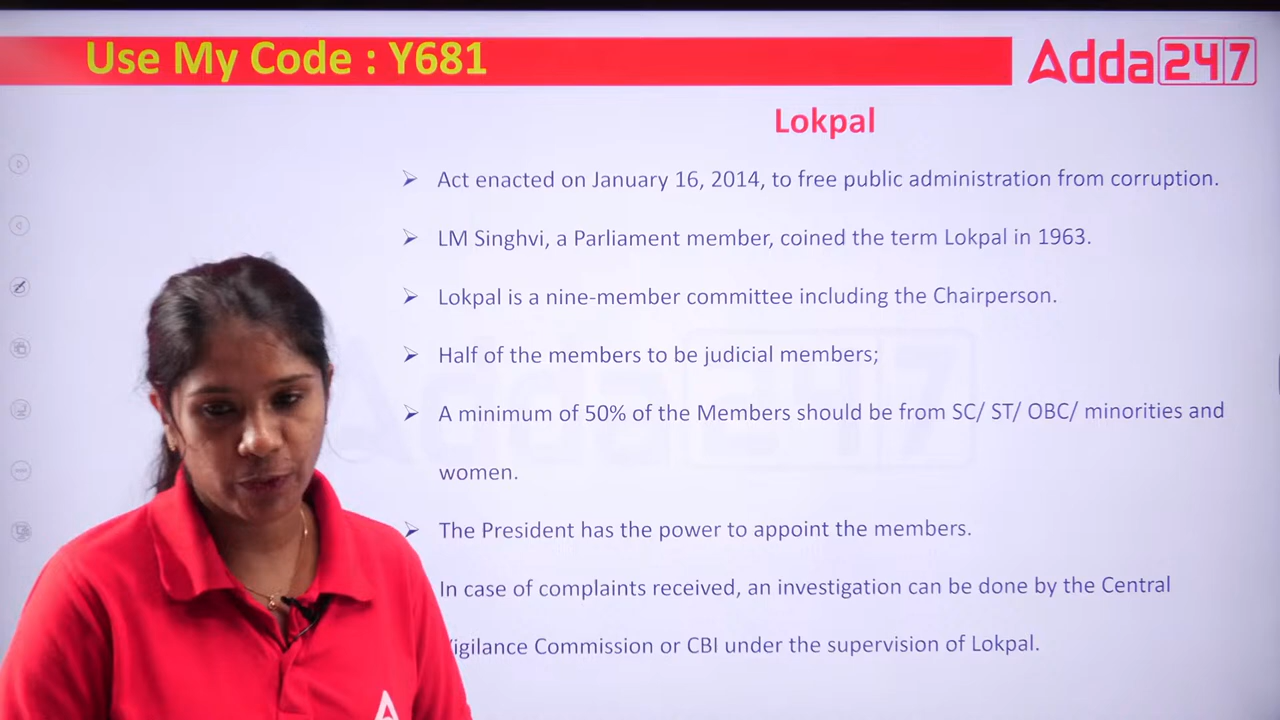 Use My Code : Y681
Adda247
Lokpal
➢ Act enacted on January 16, 2014, to free public administration from corruption.
➢ LM Singhvi, a Parliament member, coined the term Lokpal in 1963.
➢ Lokpal is a nine-member committee including the Chairperson.
➢ Half of the members to be judicial members;
➢ A minimum of 50% of the Members should be from SC/ ST/ OBC/ minorities and
women.
➢ The President has the power to appoint the members.
In case of complaints received, an investigation can be done by the Central
Vigilance Commission or CBI under the supervision of Lokpal.